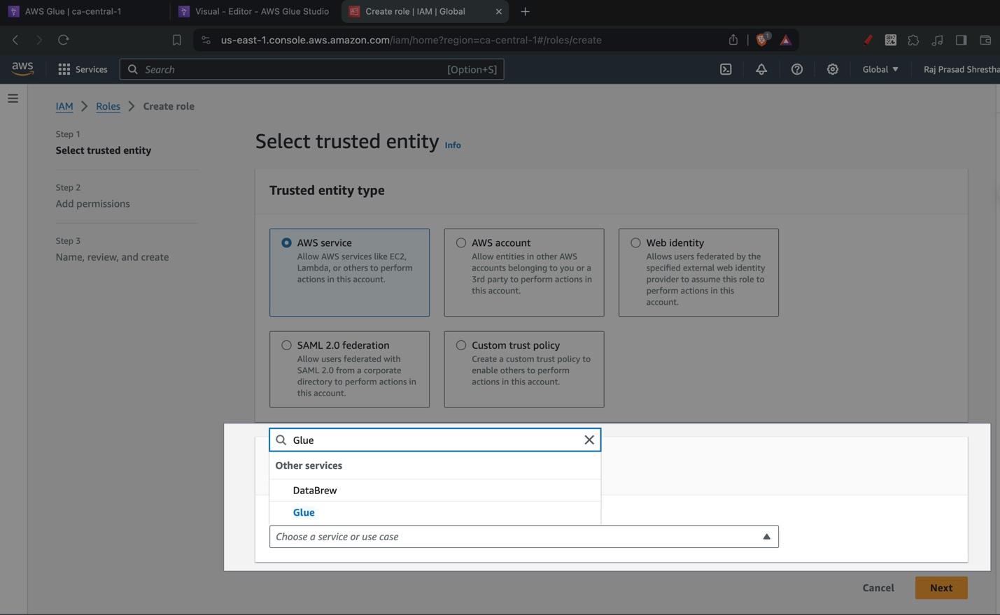 AWS Glue | ca-central-1
Visual - Editor - AWS Glue Studio
Create role | IAM | Global
us-east-1.console.aws.amazon.com/iam/home?region=ca-central-1#/roles/create
1
aws
Services
Search
[Option+S]
Global
Raj Prasad Shrestha
IAM
Roles
Create role
Step 1
Select trusted entity
Step 2
Add permissions
Step 3
Name, review, and create
Select trusted entity Info
Trusted entity type
AWS service
Allow AWS services like EC2,
Lambda, or others to perform
actions in this account.
AWS account
Allow entities in other AWS
accounts belonging to you or a
3rd party to perform actions in
this account.
Web identity
Allows users federated by the
specified external web identity
provider to assume this role to
perform actions in this
account.
SAML 2.0 federation
Allow users federated with
SAML 2.0 from a corporate
directory to perform actions in
this account.
Custom trust policy
Create a custom trust policy to
enable others to perform
actions in this account.
Glue
Other services
DataBrew
Glue
Choose a service or use case
Cancel
Next